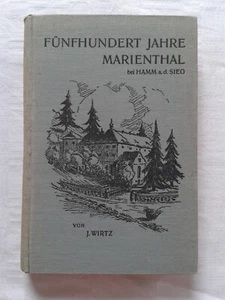 FÜNFHUNDERT JAHRE
MARIENTHAL
bei HAMM a.d. SIEG
VON
J. WIRTZ